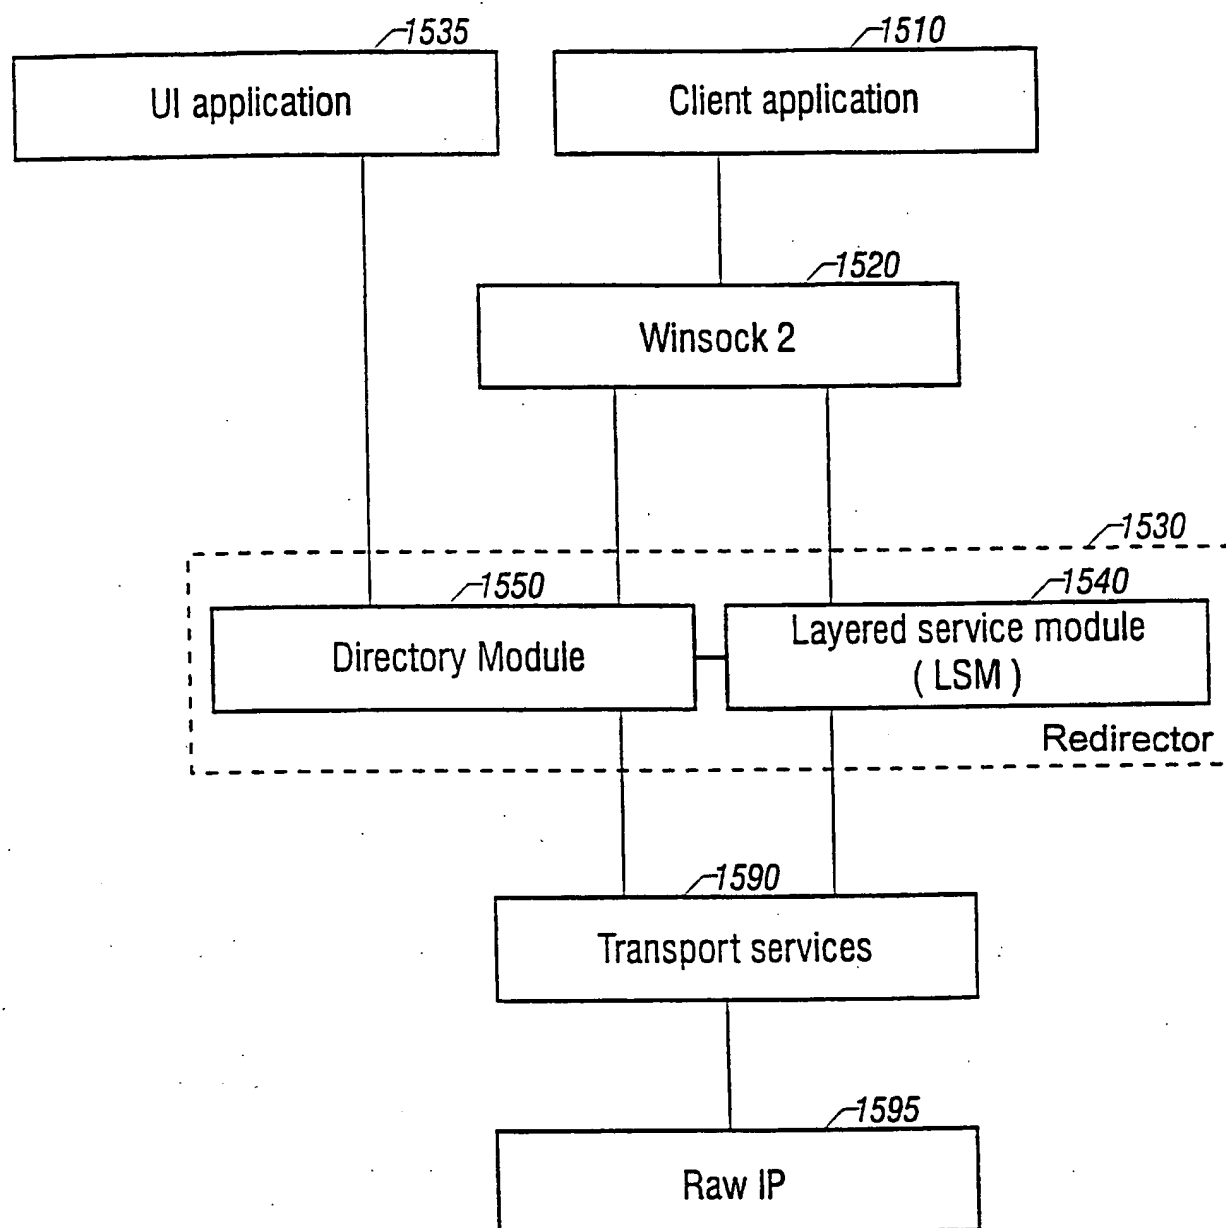 1535
1510
UI application
Client application
1520
Winsock 2
1530
1550
1540
Directory Module
Layered service module
( LSM )
Redirector
1590
Transport services
1595
Raw IP